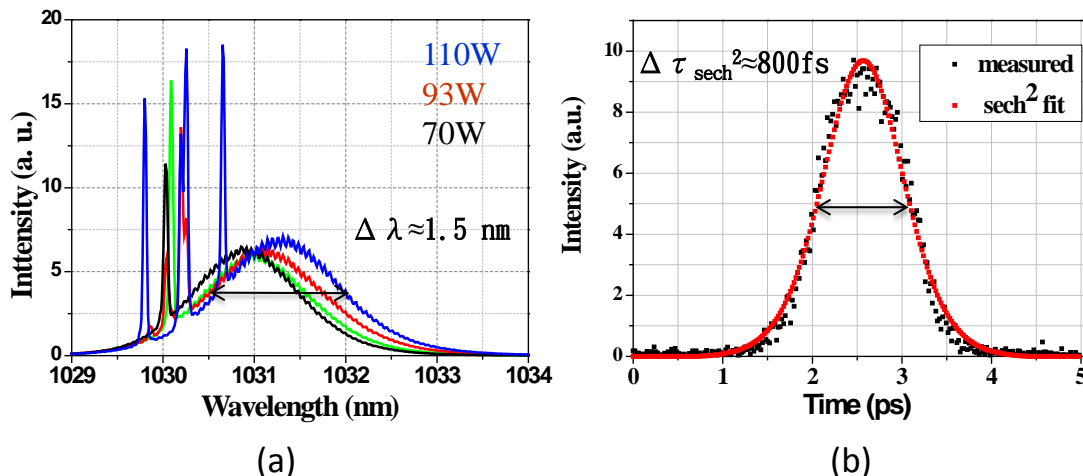 20
15
10
5
0
Inttensity (a. u.)
110W
93W
70W
Δ λ≈1.5 nm
1029 1030 1031 1032 1033 1034
Wavelength (nm)
(a)
10
8
6
4
2
0
Intensity (a.u.)
Δ τ sech²≈800fs
measured
sech² fit
0 1 2 3 4 5
Time (ps)
(b)